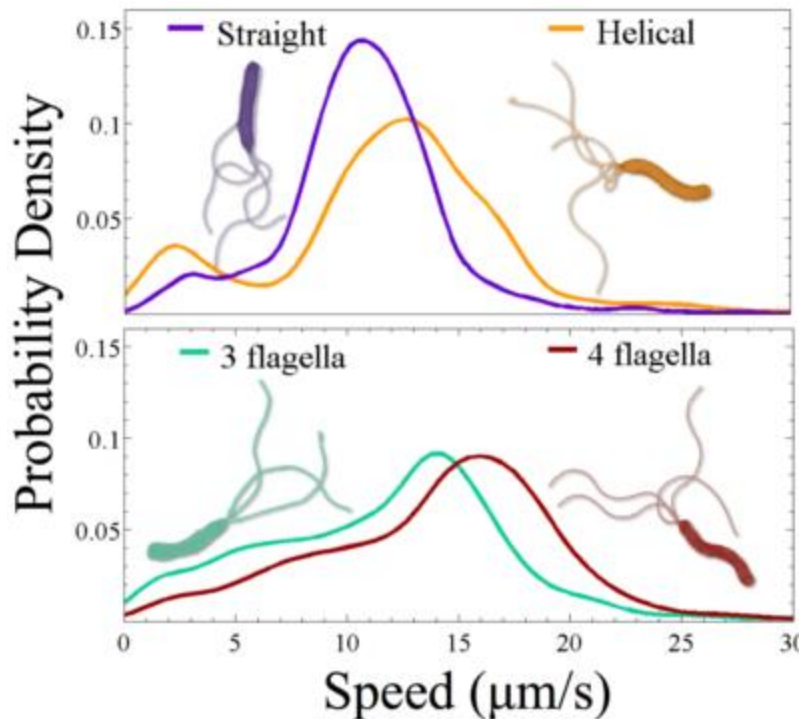 Probability Density
0.15
0.1
0.05
Straight
Helical
0.15
0.1
0.05
3 flagella
4 flagella
0
5
10
15
20
25
30
Speed (μm/s)